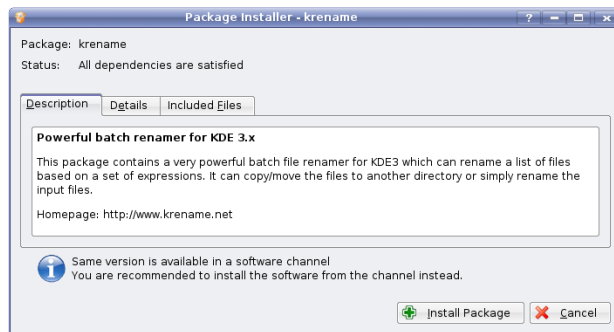 Package Installer - krename
Package: krename
Status: All dependencies are satisfied
Description Details Included Files
Powerful batch renamer for KDE 3.x
This package contains a very powerful batch file renamer for KDE3 which can rename a list of files
based on a set of expressions. It can copy/move the files to another directory or simply rename the
input files.
Homepage: http://www.krename.net
Same version is available in a software channel
You are recommended to install the software from the channel instead.
Install Package Cancel